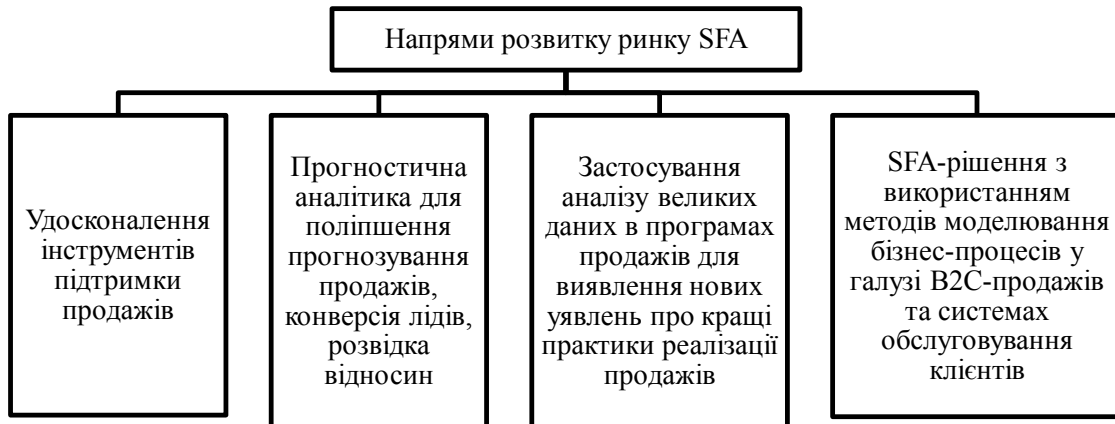 Напрями розвитку ринку SFA
Удосконалення
інструментів
підтримки
продажів
Прогностична
аналітика для
поліпшення
прогнозування
продажів,
конверсія лідів,
розвідка
відносин
Застосування
аналізу великих
даних в програмах
продажів для
виявлення нових
уявлень про кращі
практики реалізації
продажів
SFA-рішення з
використанням
методів моделювання
бізнес-процесів у
галузі B2C-продажів
та системах
обслуговування
клієнтів